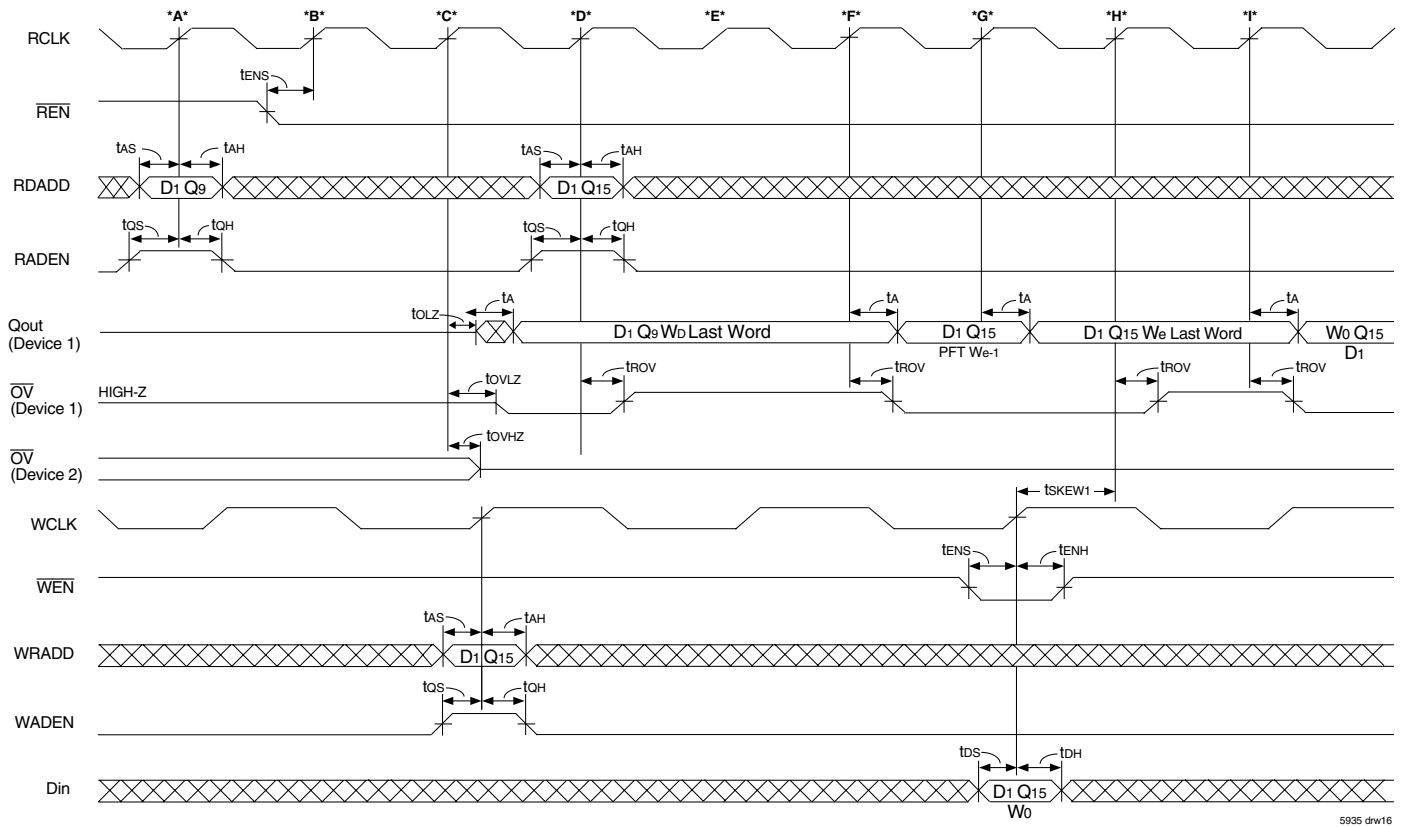 *A* *B* *C* *D* *E* *F* *G* *H* *I*
RCLK
tENS
REN
tAS tAH tAS tAH
RDADD D1 Q9 D1 Q15
tQS tQH tQS tQH
RADEN
tA tA tA tA
tOLZ
Qout
(Device 1)
D1 Q9 WD Last Word D1 Q15 D1 Q15 We Last Word W0 Q15
PFT We-1 D1
tOVLZ tROV tROV tROV tROV
HIGH-Z
OV
(Device 1)
tOVHZ
OV
(Device 2)
tSKEW1
WCLK
tENS tENH
WEN
tAS tAH
WRADD D1 Q15
tQS tQH
WADEN
tDS tDH
Din D1 Q15
W0
5935 drw16